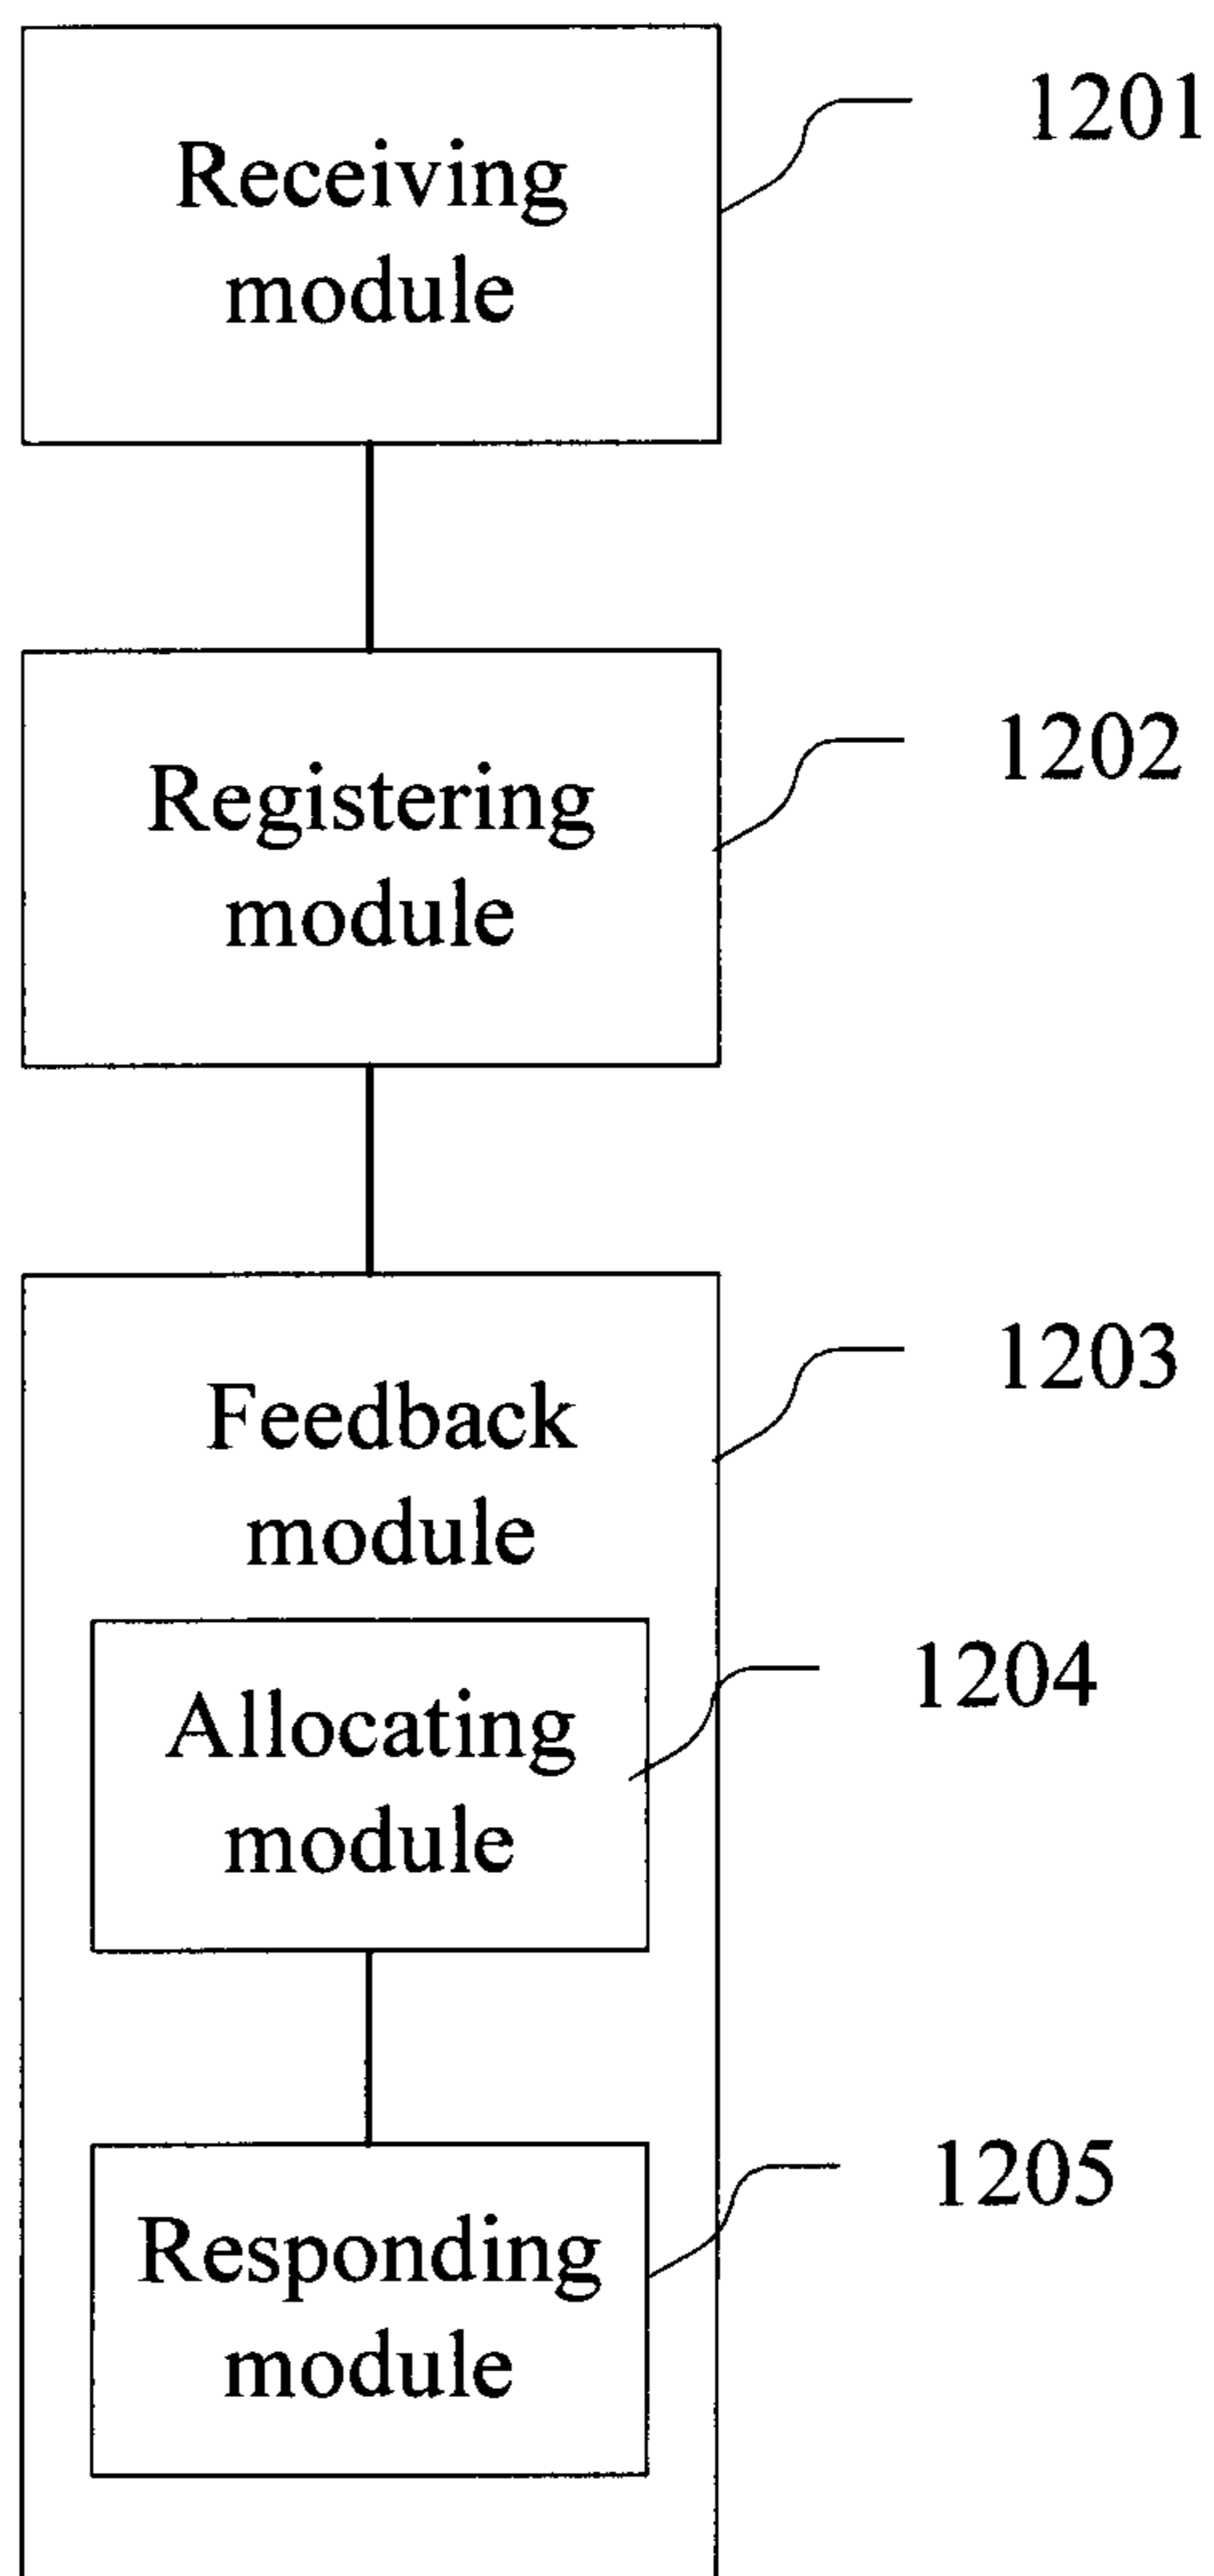 Receiving
module
1201
Registering
module
1202
Feedback
module
1203
Allocating
module
1204
Responding
module
1205